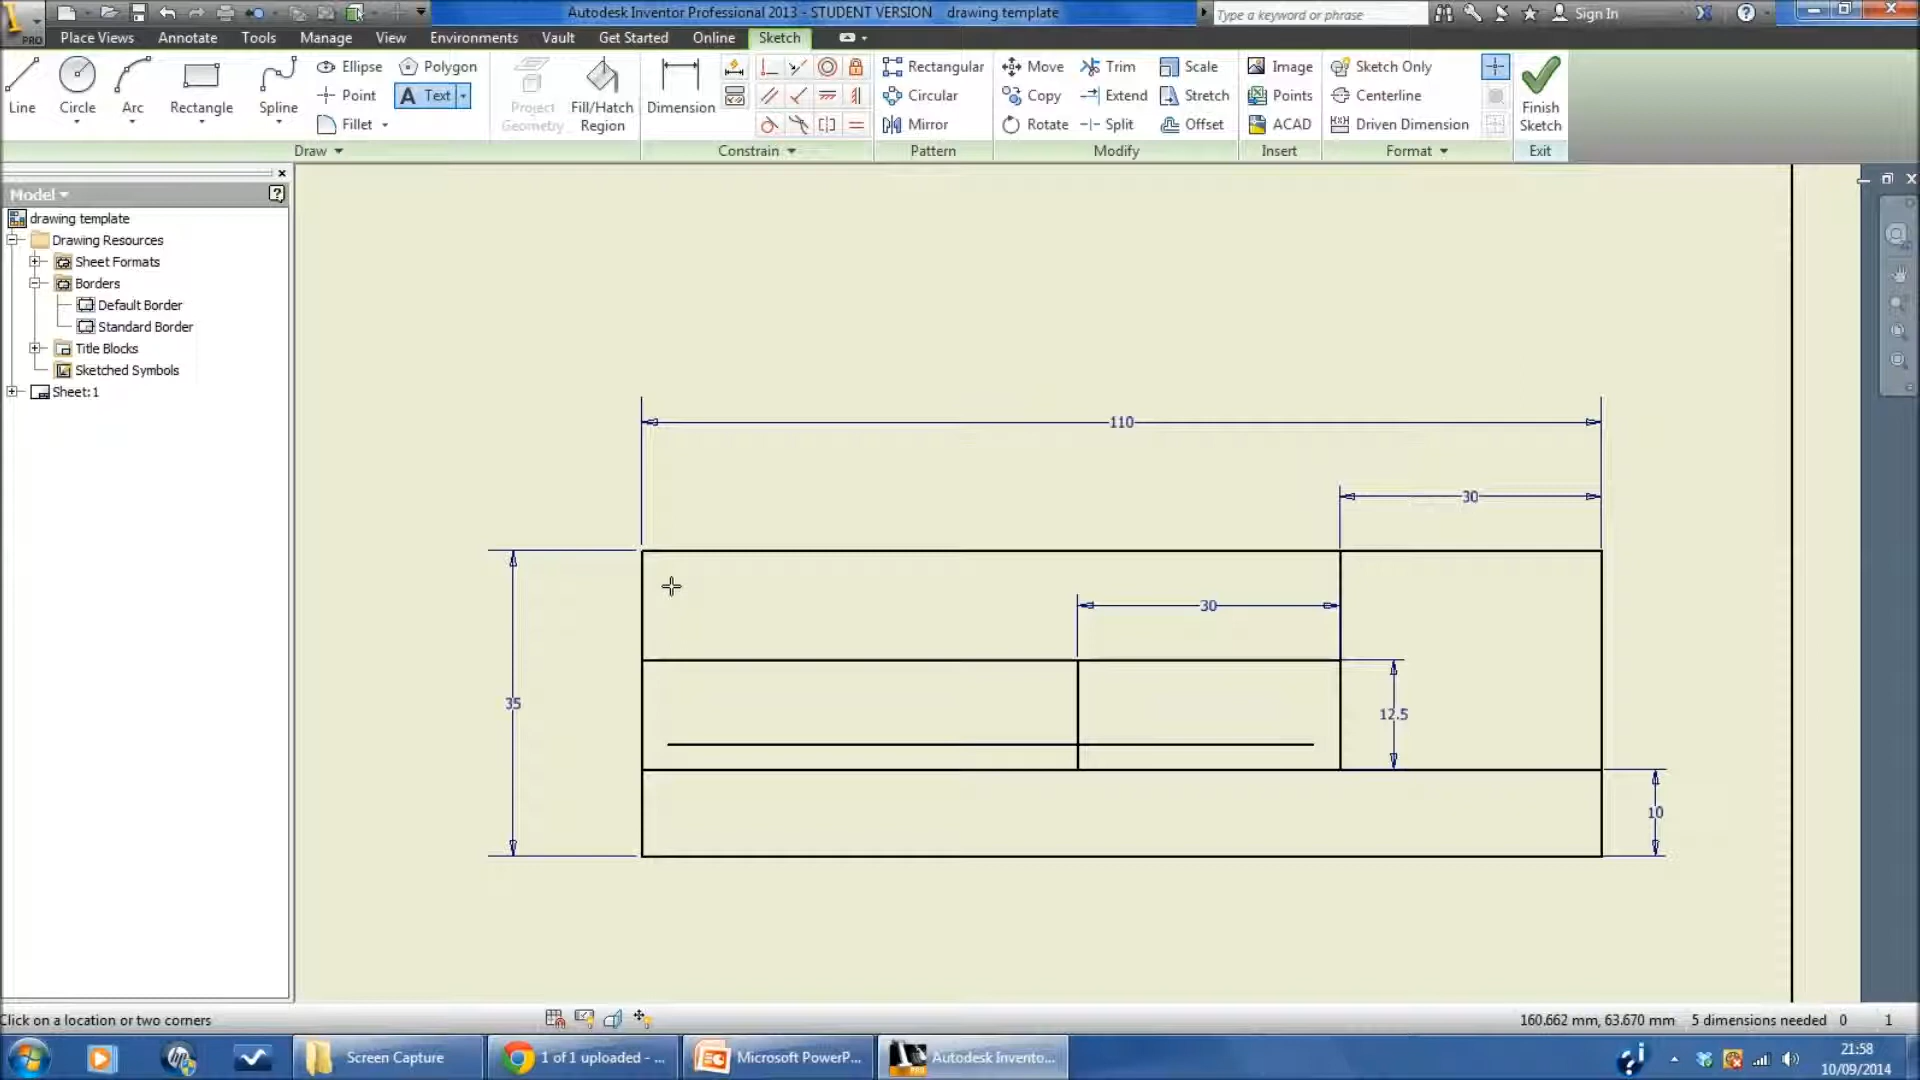 Autodesk Inventor Professional 2013 - STUDENT VERSION drawing template
Type a keyword or phrase
Sign In
PRO
Place Views Annotate Tools Manage View Environments Vault Get Started Online Sketch
Line
Circle
Arc
Rectangle
Spline
Ellipse
Polygon
Point
Text
Fillet
Project Geometry
Fill/Hatch Region
Dimension
Rectangular
Circular
Mirror
Move
Copy
Rotate
Trim
Extend
Split
Scale
Stretch
Offset
Image
Points
ACAD
Sketch Only
Centerline
Driven Dimension
Finish Sketch
Draw
Constrain
Pattern
Modify
Insert
Format
Exit
Model
drawing template
Drawing Resources
Sheet Formats
Borders
Default Border
Standard Border
Title Blocks
Sketched Symbols
Sheet:1
110
30
30
35
12.5
10
Click on a location or two corners
160.662 mm, 63.670 mm 5 dimensions needed 0 1
Screen Capture
1 of 1 uploaded - ...
Microsoft PowerP...
Autodesk Invento...
21:58
10/09/2014